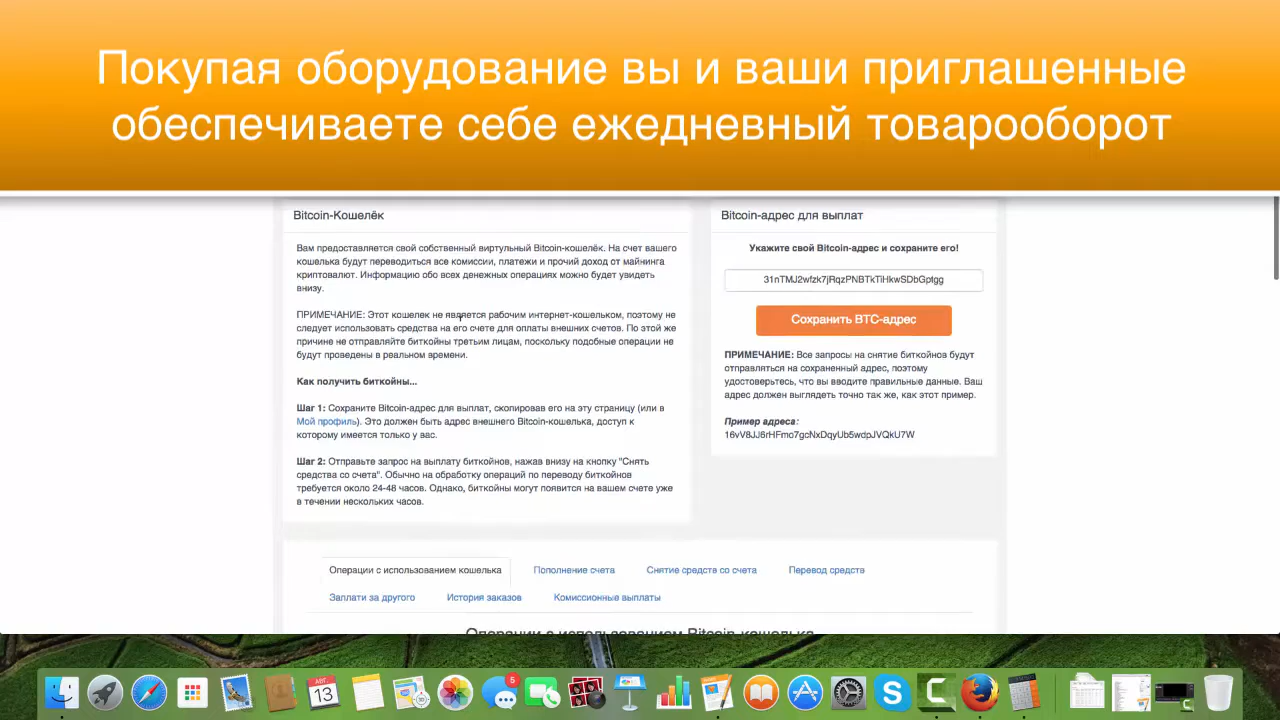 Покупая оборудование вы и ваши приглашенные
обеспечиваете себе ежедневный товарооборот
Bitcoin-Кошелёк
Вам предоставляется свой собственный виртульный Bitcoin-кошелёк. На счет вашего
кошелька будут переводиться все комиссии, платежи и прочий доход от майнинга
криптовалют. Информацию обо всех денежных операциях можно будет увидеть
внизу.
ПРИМЕЧАНИЕ: Этот кошелек не является рабочим интернет-кошельком, поэтому не
следует использовать средства на его счете для оплаты внешних счетов. По этой же
причине не отправляйте биткойны третьим лицам, поскольку подобные операции не
будут проведены в реальном времени.
Как получить биткойны...
Шаг 1: Сохраните Bitcoin-адрес для выплат, скопировав его на эту страницу (или в
Мой профиль). Это должен быть адрес внешнего Bitcoin-кошелька, доступ к
которому имеется только у вас.
Шаг 2: Отправьте запрос на выплату биткойнов, нажав внизу на кнопку "Снять
средства со счета". Обычно на обработку операций по переводу биткойнов
требуется около 24-48 часов. Однако, биткойны могут появится на вашем счете уже
в течении нескольких часов.
Bitcoin-адрес для выплат
Укажите свой Bitcoin-адрес и сохраните его!
31nTMJ2wfzk7jRqzPNBTkTiHkwSDbGptgg
Сохранить BTC-адрес
ПРИМЕЧАНИЕ: Все запросы на снятие биткойнов будут
отправляться на сохраненный адрес, поэтому
удостоверьтесь, что вы вводите правильные данные. Ваш
адрес должен выглядеть точно так же, как этот пример.
Пример адреса:
16vV8JJ6rHFmo7gcNxDqyUb5wdpJVQkU7W
Операции с использованием кошелька
Пополнение счета
Снятие средств со счета
Перевод средств
Заплати за другого
История заказов
Комиссионные выплаты
Операции с использованием Bitcoin-кошелька
АВГ.
13
5